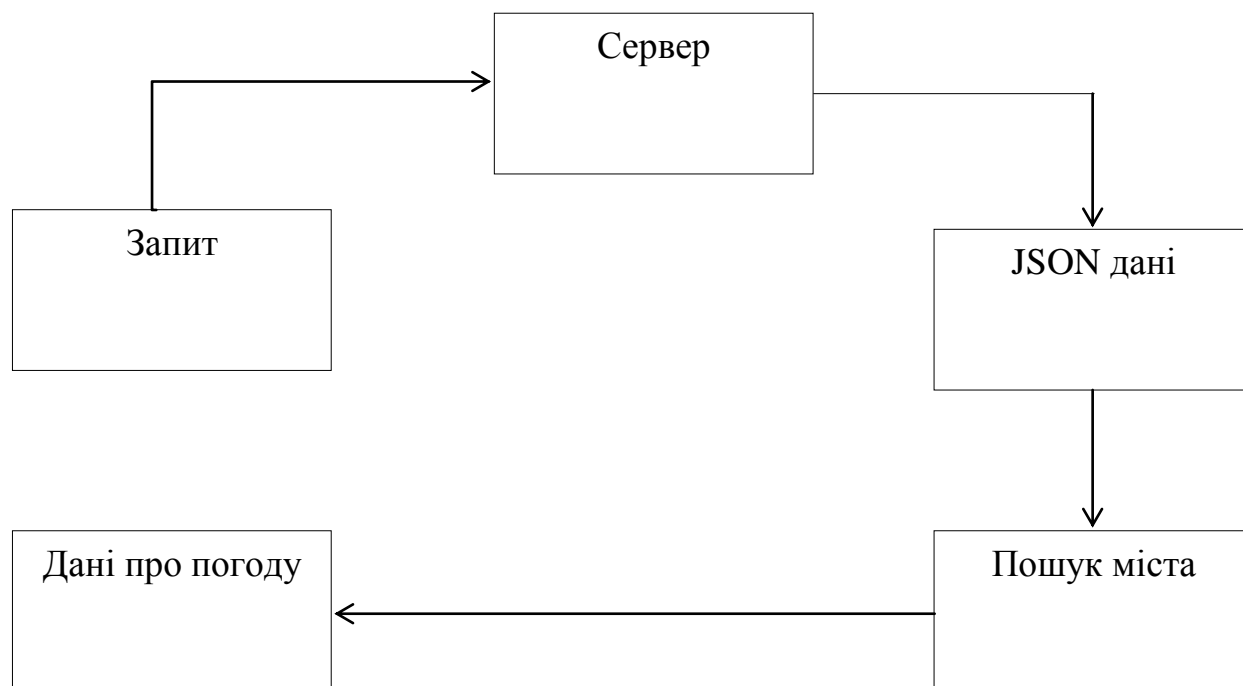 Сервер
Запит
JSON дані
Дані про погоду
Пошук міста